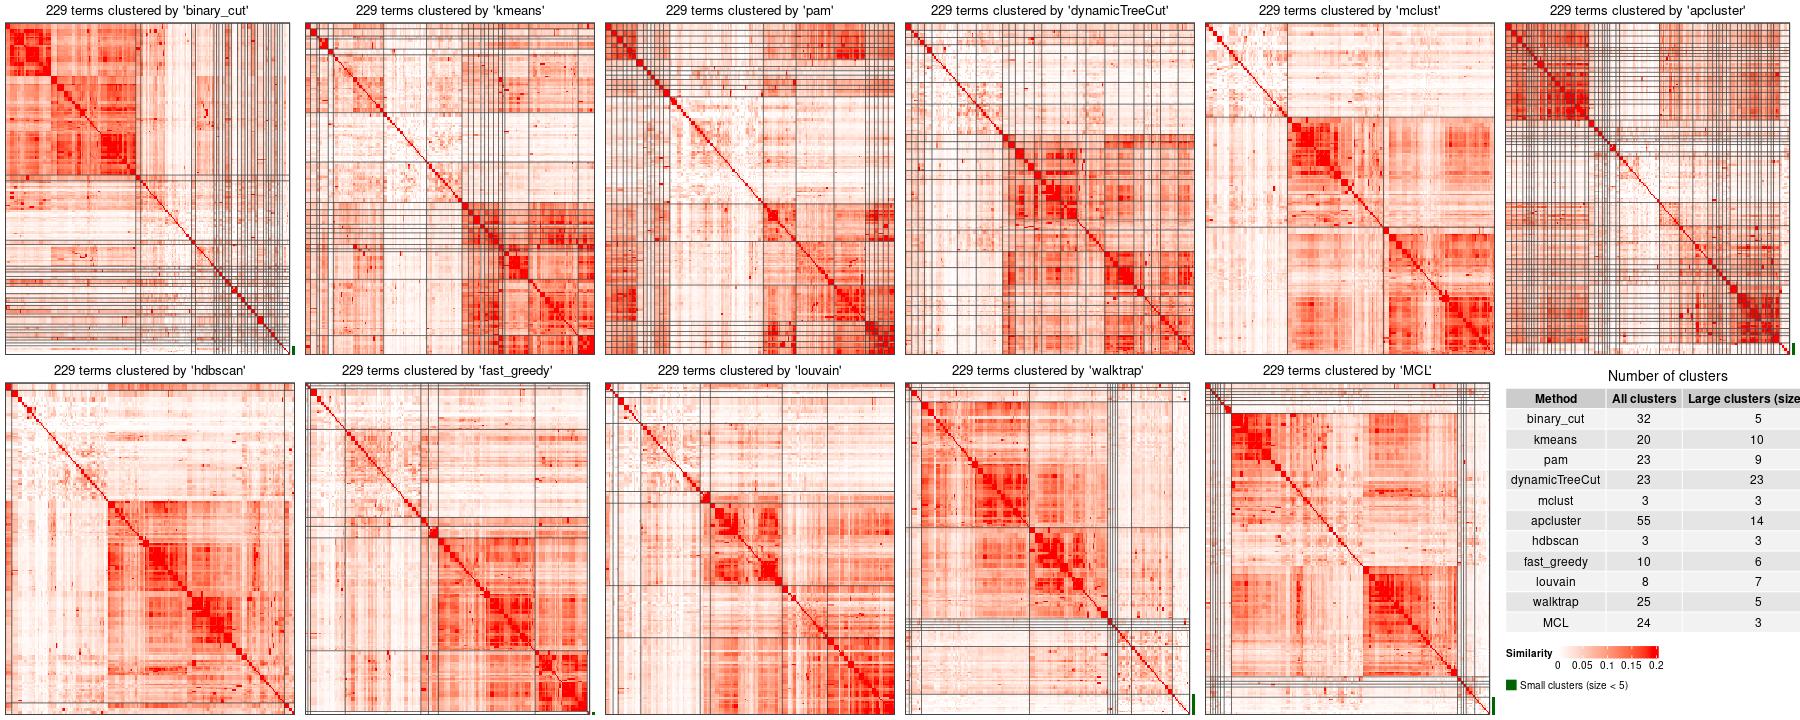 229 terms clustered by 'binary_cut'
229 terms clustered by 'kmeans'
229 terms clustered by 'pam'
229 terms clustered by 'dynamicTreeCut'
229 terms clustered by 'mclust'
229 terms clustered by 'apcluster'
229 terms clustered by 'hdbscan'
229 terms clustered by 'fast_greedy'
229 terms clustered by 'louvain'
229 terms clustered by 'walktrap'
229 terms clustered by 'MCL'
Number of clusters
Method All clusters Large clusters (size
binary_cut 32 5
kmeans 20 10
pam 23 9
dynamicTreeCut 23 23
mclust 3 3
apcluster 55 14
hdbscan 3 3
fast_greedy 10 6
louvain 8 7
walktrap 25 5
MCL 24 3
Similarity
0 0.05 0.1 0.15 0.2
Small clusters (size < 5)